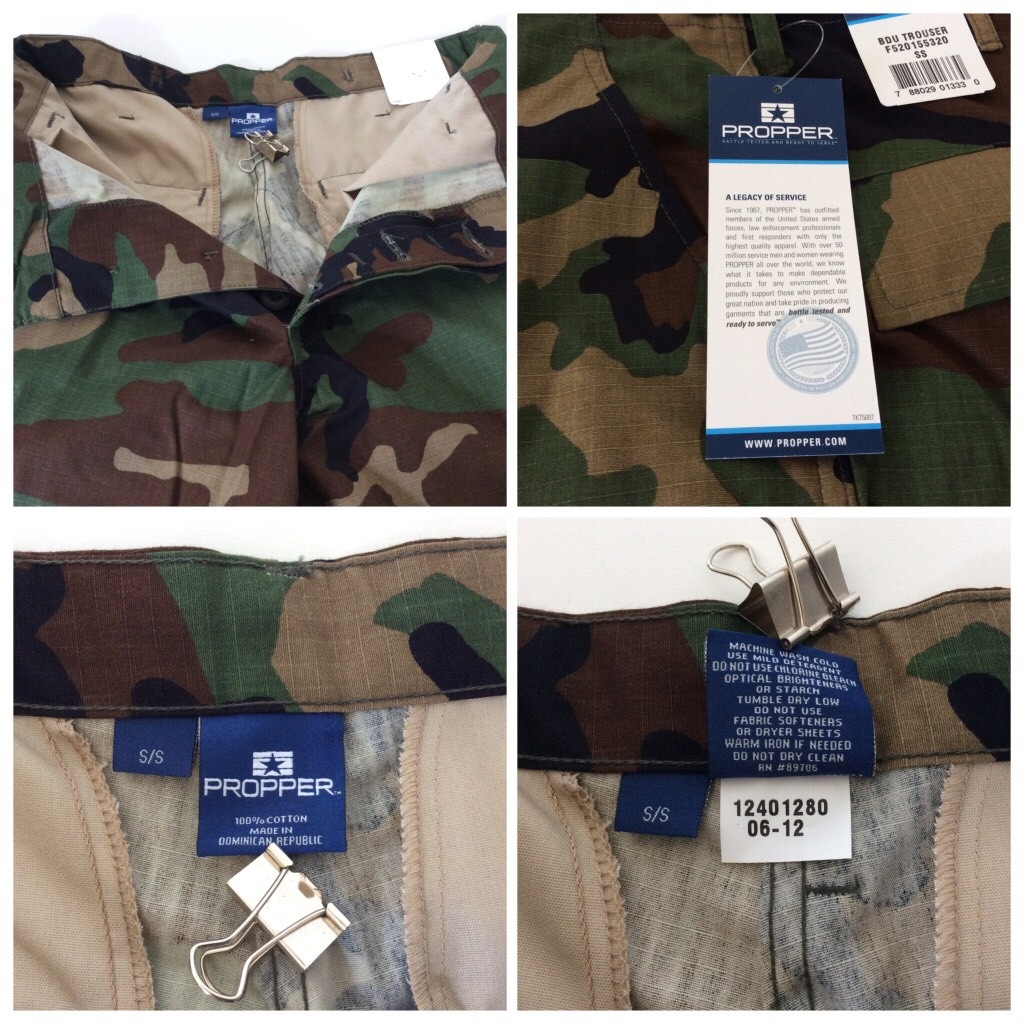 S/S
PROPPER
BDU TROUSER
F520155320
SS
7 88029 01333 0
PROPPER™
BATTLE TESTED AND READY TO SERVE™
A LEGACY OF SERVICE
Since 1967, PROPPER™ has outfitted
members of the United States armed
forces, law enforcement professionals
and first responders with only the
highest quality apparel. With over 50
million service men and women wearing
PROPPER all over the world, we know
what it takes to make dependable
products for any environment. We
proudly support those who protect our
great nation and take pride in producing
garments that are battle tested and
ready to serve
TKT5007
WWW.PROPPER.COM
S/S
PROPPER™
100% COTTON
MADE IN
DOMINICAN REPUBLIC
MACHINE WASH COLD
USE MILD DETERGENT
DO NOT USE CHLORINE BLEACH
OPTICAL BRIGHTENERS
OR STARCH
TUMBLE DRY LOW
DO NOT USE
FABRIC SOFTENERS
OR DRYER SHEETS
WARM IRON IF NEEDED
DO NOT DRY CLEAN
RN #89706
S/S
12401280
06-12